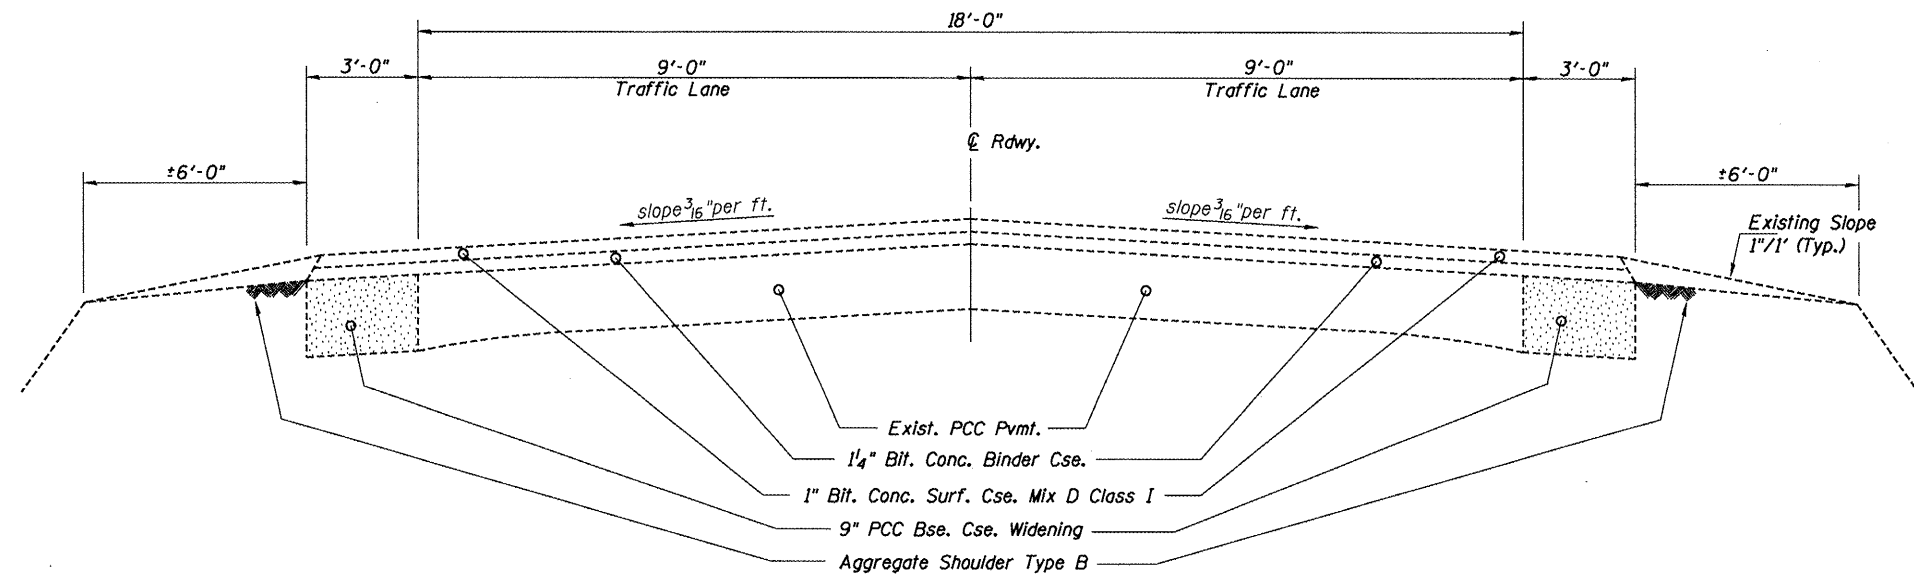 18'-0"
3'-0"
9'-0"
9'-0"
3'-0"
Traffic Lane
Traffic Lane
℄ Rdwy.
±6'-0"
±6'-0"
slope 3/16" per ft.
slope 3/16" per ft.
Existing Slope
1"/1' (Typ.)
Exist. PCC Pvmt.
1 1/4" Bit. Conc. Binder Cse.
1" Bit. Conc. Surf. Cse. Mix D Class I
9" PCC Bse. Cse. Widening
Aggregate Shoulder Type B